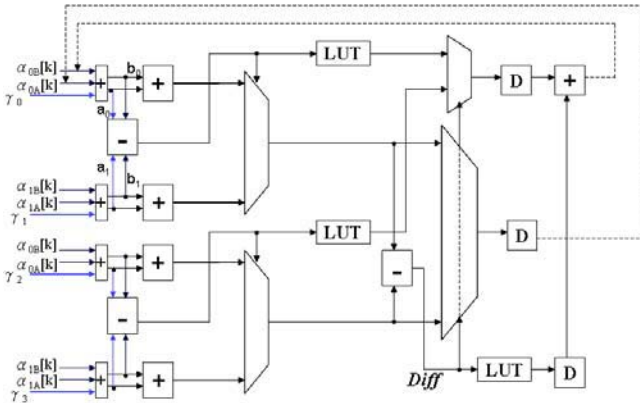 α0B[k]
α0A[k]
γ0
+
b0
+
a0
-
LUT
D
+
a1
b1
α1B[k]
α1A[k]
γ1
+
+
D
α0B[k]
α0A[k]
γ2
+
+
LUT
-
-
α1B[k]
α1A[k]
γ3
+
+
Diff
LUT
D